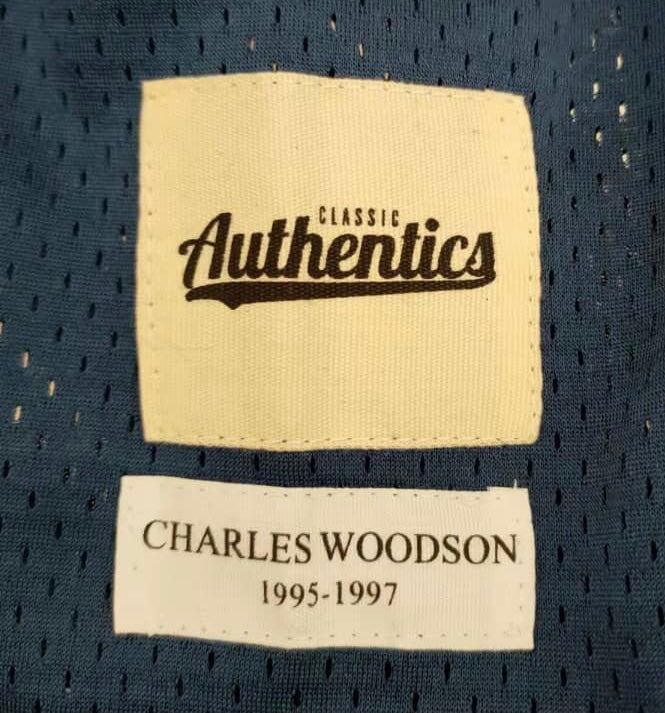 CLASSIC
Authentics
CHARLES WOODSON
1995-1997